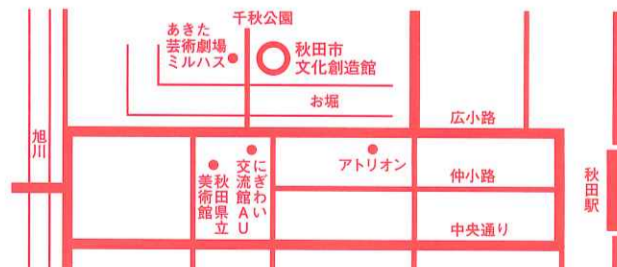 千秋公園
あきた
芸術劇場
ミルハス
秋田市
文化創造館
お堀
広小路
旭川
アトリオン
にぎわい
交流館AU
秋田県立
美術館
仲小路
秋田駅
中央通り